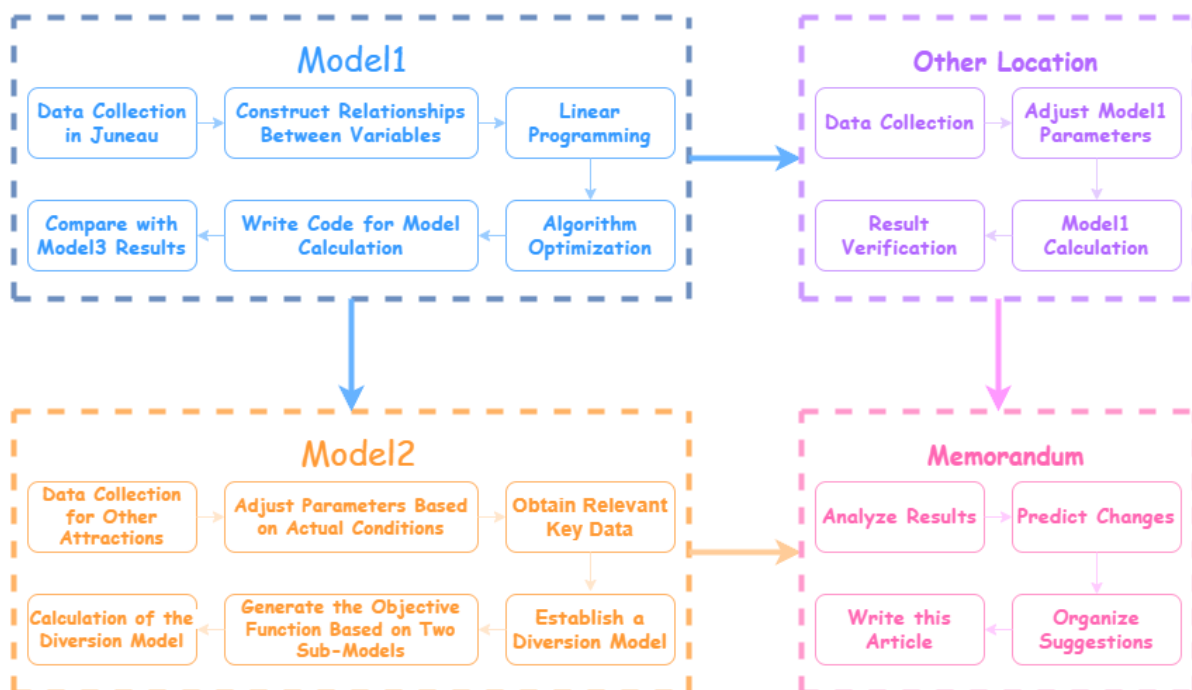 Model1
Data Collection
in Juneau
Construct Relationships
Between Variables
Linear
Programming
Compare with
Model3 Results
Write Code for Model
Calculation
Algorithm
Optimization
Other Location
Data Collection
Adjust Model1
Parameters
Result
Verification
Model1
Calculation
Model2
Data Collection
for Other
Attractions
Adjust Parameters Based
on Actual Conditions
Obtain Relevant
Key Data
Calculation of the
Diversion Model
Generate the Objective
Function Based on Two
Sub-Models
Establish a
Diversion Model
Memorandum
Analyze Results
Predict Changes
Write this
Article
Organize
Suggestions